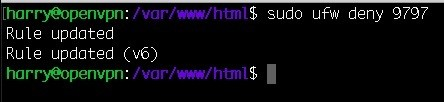 [harry@openvpn:/var/www/html$ sudo ufw deny 9797
Rule updated
Rule updated (v6)
harry@openvpn:/var/www/html$